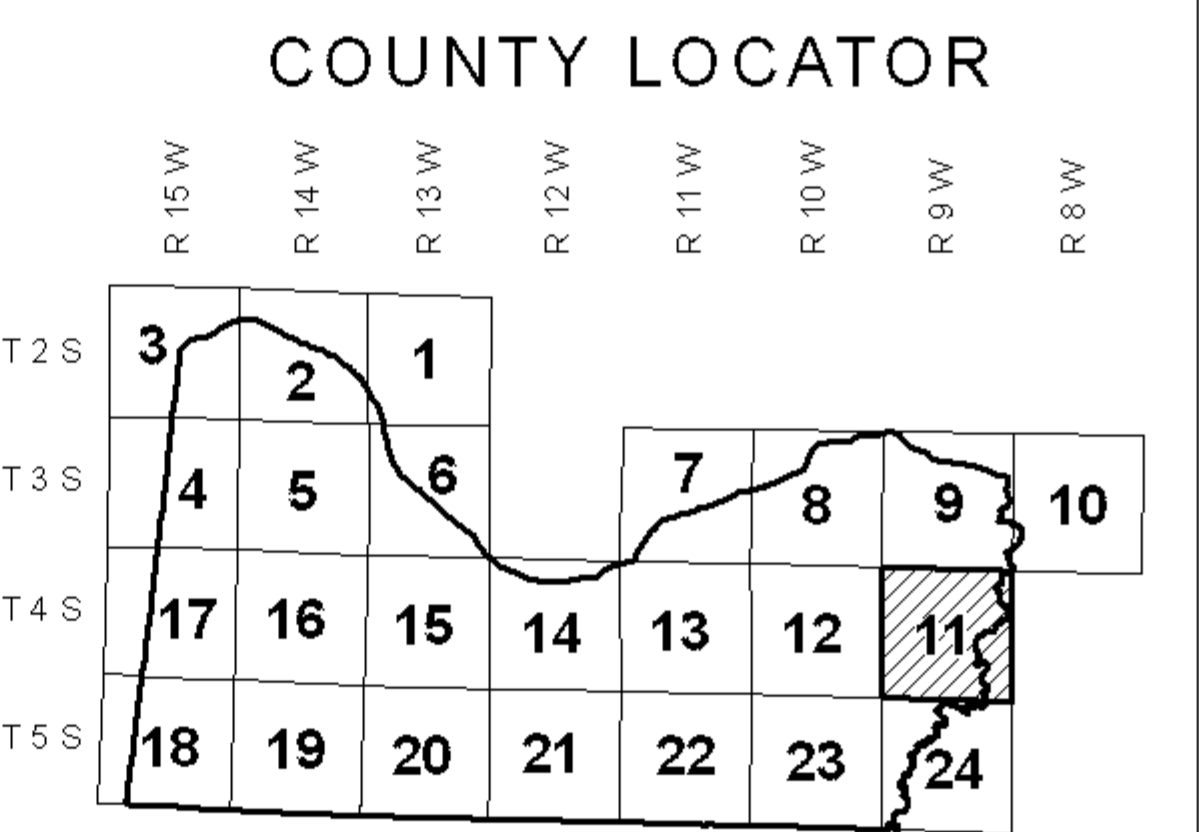 COUNTY LOCATOR
R 15 W R 14 W R 13 W R 12 W R 11 W R 10 W R 9 W R 8 W
T 2 S 3 2 1
T 3 S 4 5 6 7 8 9 10
T 4 S 17 16 15 14 13 12 11
T 5 S 18 19 20 21 22 23 24